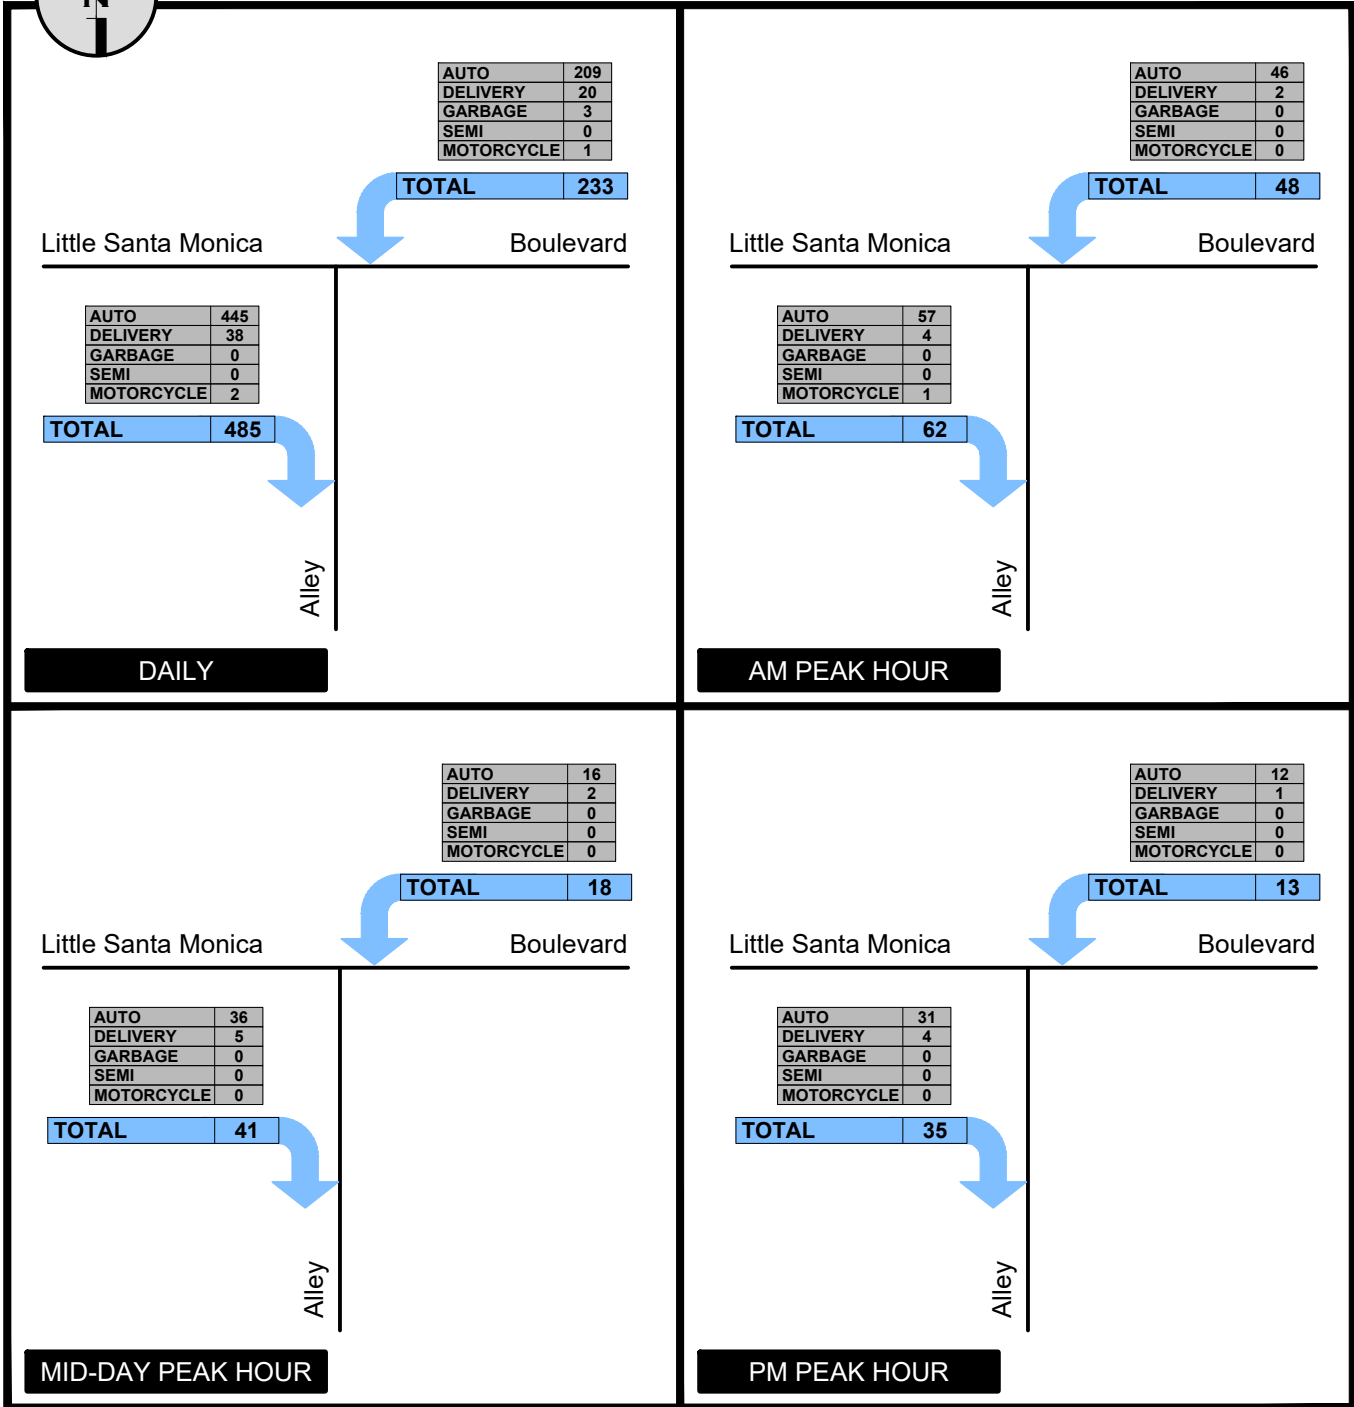 N
AUTO 209
DELIVERY 20
GARBAGE 3
SEMI 0
MOTORCYCLE 1
TOTAL 233
Little Santa Monica Boulevard
AUTO 445
DELIVERY 38
GARBAGE 0
SEMI 0
MOTORCYCLE 2
TOTAL 485
Alley
DAILY
AUTO 46
DELIVERY 2
GARBAGE 0
SEMI 0
MOTORCYCLE 0
TOTAL 48
Little Santa Monica Boulevard
AUTO 57
DELIVERY 4
GARBAGE 0
SEMI 0
MOTORCYCLE 1
TOTAL 62
Alley
AM PEAK HOUR
AUTO 16
DELIVERY 2
GARBAGE 0
SEMI 0
MOTORCYCLE 0
TOTAL 18
Little Santa Monica Boulevard
AUTO 36
DELIVERY 5
GARBAGE 0
SEMI 0
MOTORCYCLE 0
TOTAL 41
Alley
MID-DAY PEAK HOUR
AUTO 12
DELIVERY 1
GARBAGE 0
SEMI 0
MOTORCYCLE 0
TOTAL 13
Little Santa Monica Boulevard
AUTO 31
DELIVERY 4
GARBAGE 0
SEMI 0
MOTORCYCLE 0
TOTAL 35
Alley
PM PEAK HOUR